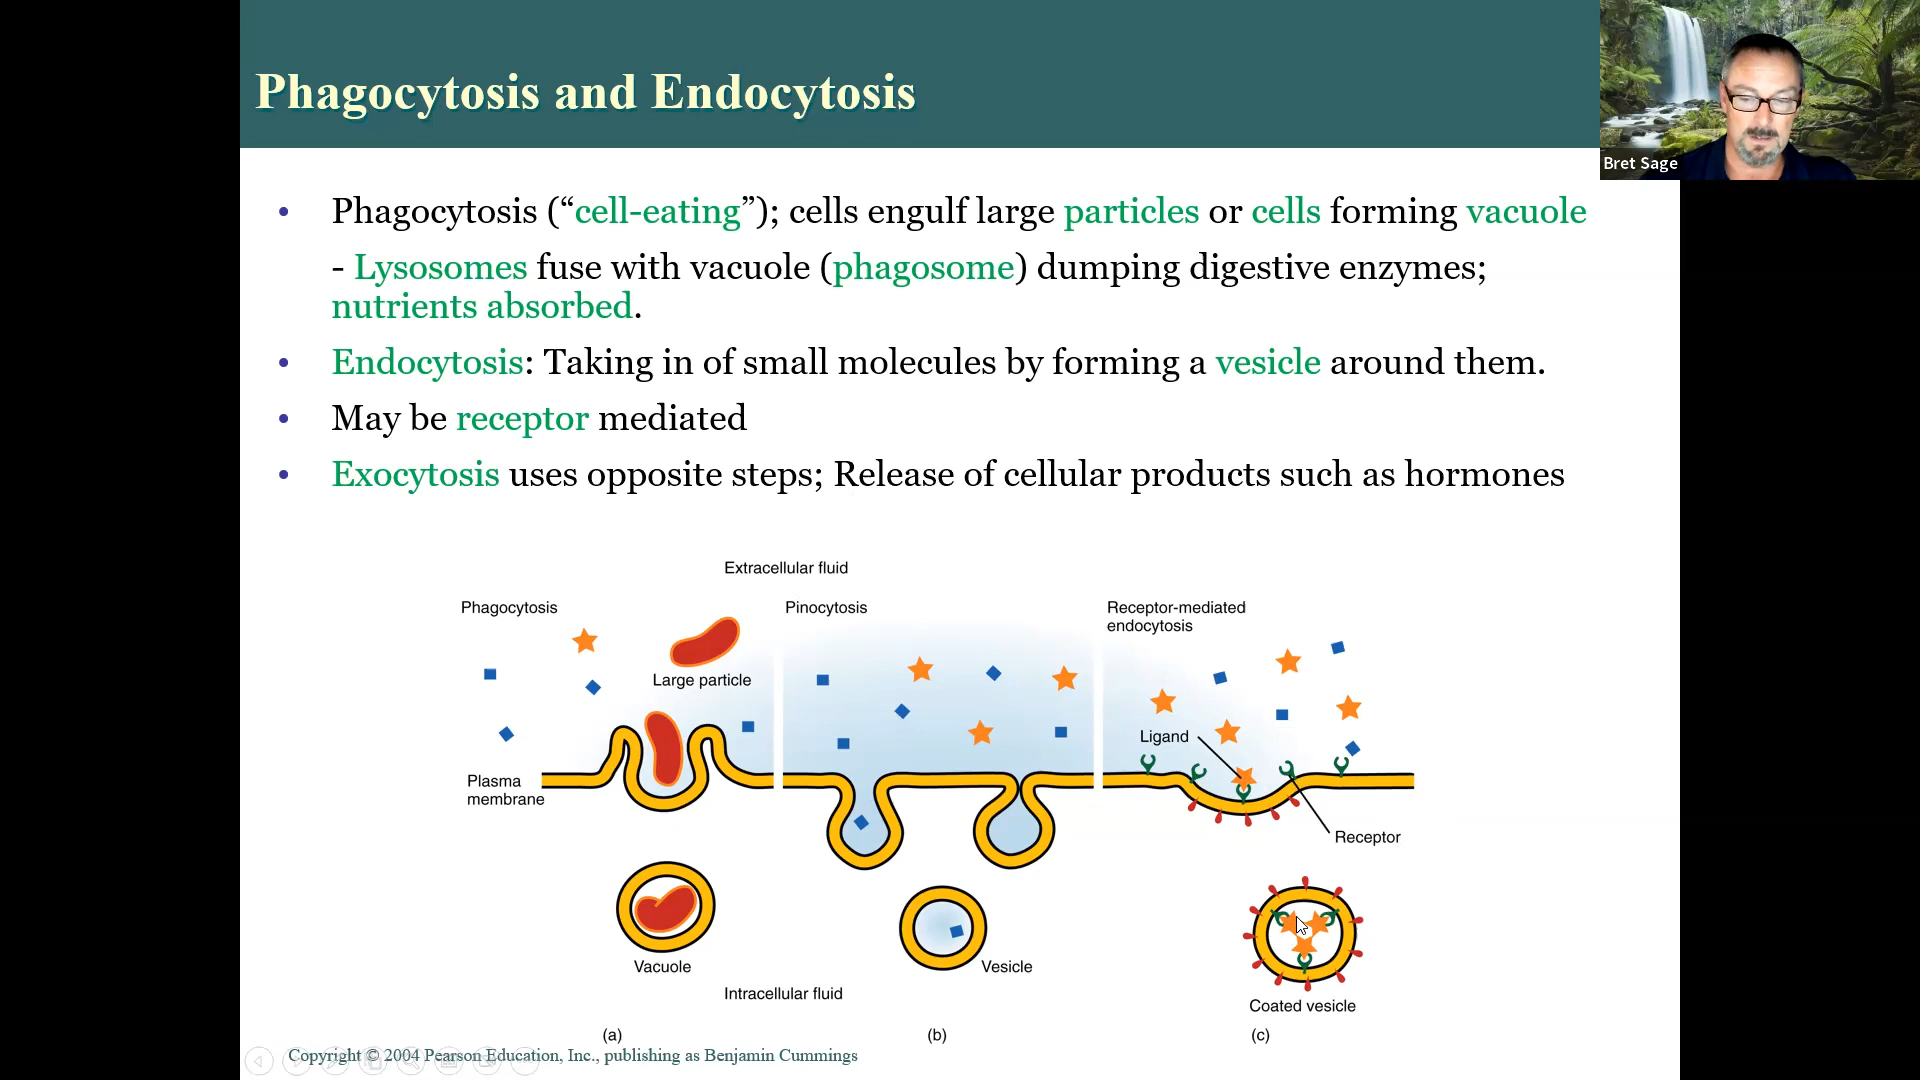 Phagocytosis and Endocytosis
Bret Sage
• Phagocytosis (“cell-eating”); cells engulf large particles or cells forming vacuole
- Lysosomes fuse with vacuole (phagosome) dumping digestive enzymes;
nutrients absorbed.
• Endocytosis: Taking in of small molecules by forming a vesicle around them.
• May be receptor mediated
• Exocytosis uses opposite steps; Release of cellular products such as hormones
Extracellular fluid
Phagocytosis
Large particle
Plasma
membrane
Vacuole
Pinocytosis
Vesicle
Receptor-mediated
endocytosis
Ligand
Receptor
Coated vesicle
Intracellular fluid
(a)
(b)
(c)
Copyright © 2004 Pearson Education, Inc., publishing as Benjamin Cummings